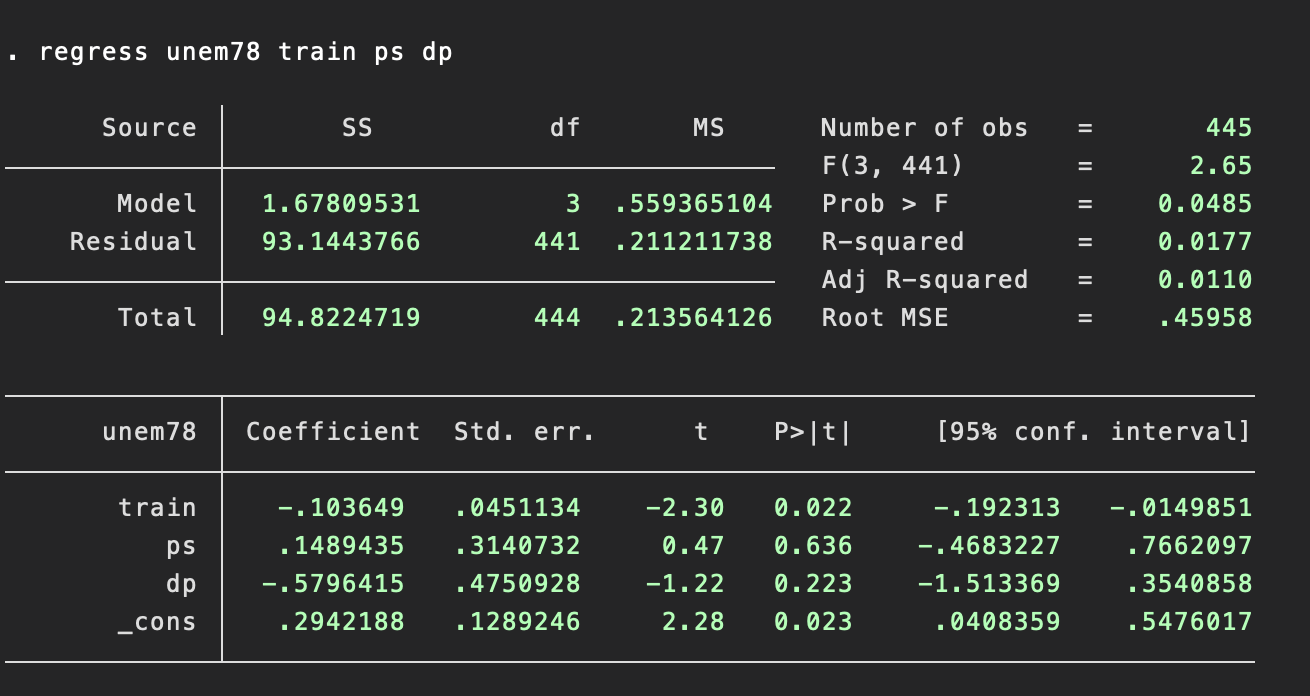 . regress unem78 train ps dp
Source SS df MS Number of obs = 445
F(3, 441) = 2.65
Model 1.67809531 3 .559365104 Prob > F = 0.0485
Residual 93.1443766 441 .211211738 R-squared = 0.0177
Adj R-squared = 0.0110
Total 94.8224719 444 .213564126 Root MSE = .45958
unem78 Coefficient Std. err. t P>|t| [95% conf. interval]
train -.103649 .0451134 -2.30 0.022 -.192313 -.0149851
ps .1489435 .3140732 0.47 0.636 -.4683227 .7662097
dp -.5796415 .4750928 -1.22 0.223 -1.513369 .3540858
_cons .2942188 .1289246 2.28 0.023 .0408359 .5476017